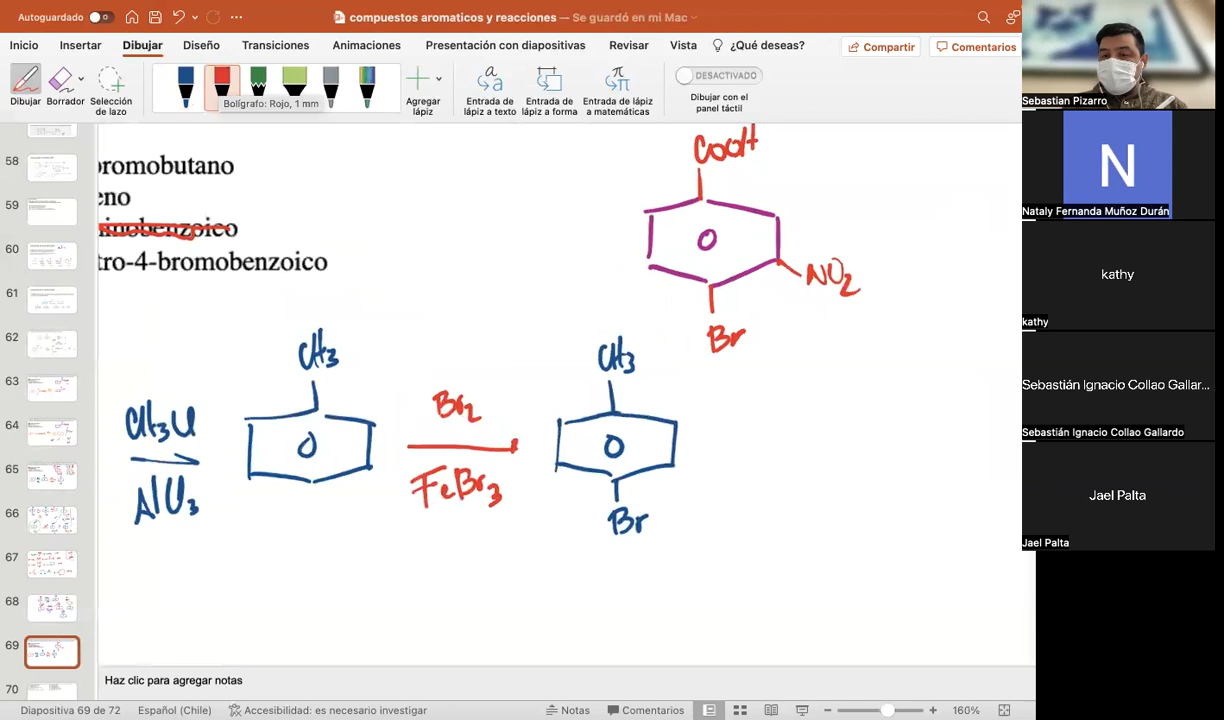 Autoguardado
compuestos aromaticos y reacciones — Se guardó en mi Mac
Inicio Insertar Dibujar Diseño Transiciones Animaciones Presentación con diapositivas Revisar Vista ¿Qué deseas? Compartir Comentarios
Dibujar
Borrador
Selección de lazo
Bolígrafo: Rojo, 1 mm
Agregar lápiz
Entrada de lápiz a texto
Entrada de lápiz a forma
Entrada de lápiz a matemáticas
DESACTIVADO
Dibujar con el panel táctil
58
59
60
61
62
63
64
65
66
67
68
69
70
romobutano
eno
inobenzoico
tro-4-bromobenzoico
COOH
NO2
Br
CH3Cl
AlCl3
CH3
Br2
FeBr3
CH3
Br
Haz clic para agregar notas
Diapositiva 69 de 72 Español (Chile) Accesibilidad: es necesario investigar Notas Comentarios 160%
Sebastian Pizarro
N
Nataly Fernanda Muñoz Durán
kathy
kathy
Sebastián Ignacio Collao Gallar...
Sebastián Ignacio Collao Gallardo
Jael Palta
Jael Palta